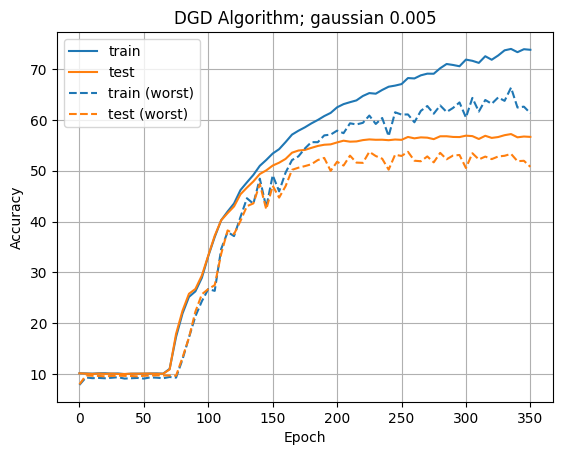 DGD Algorithm; gaussian 0.005
train
test
train (worst)
test (worst)
Accuracy
70
60
50
40
30
20
10
0
50
100
150
200
250
300
350
Epoch